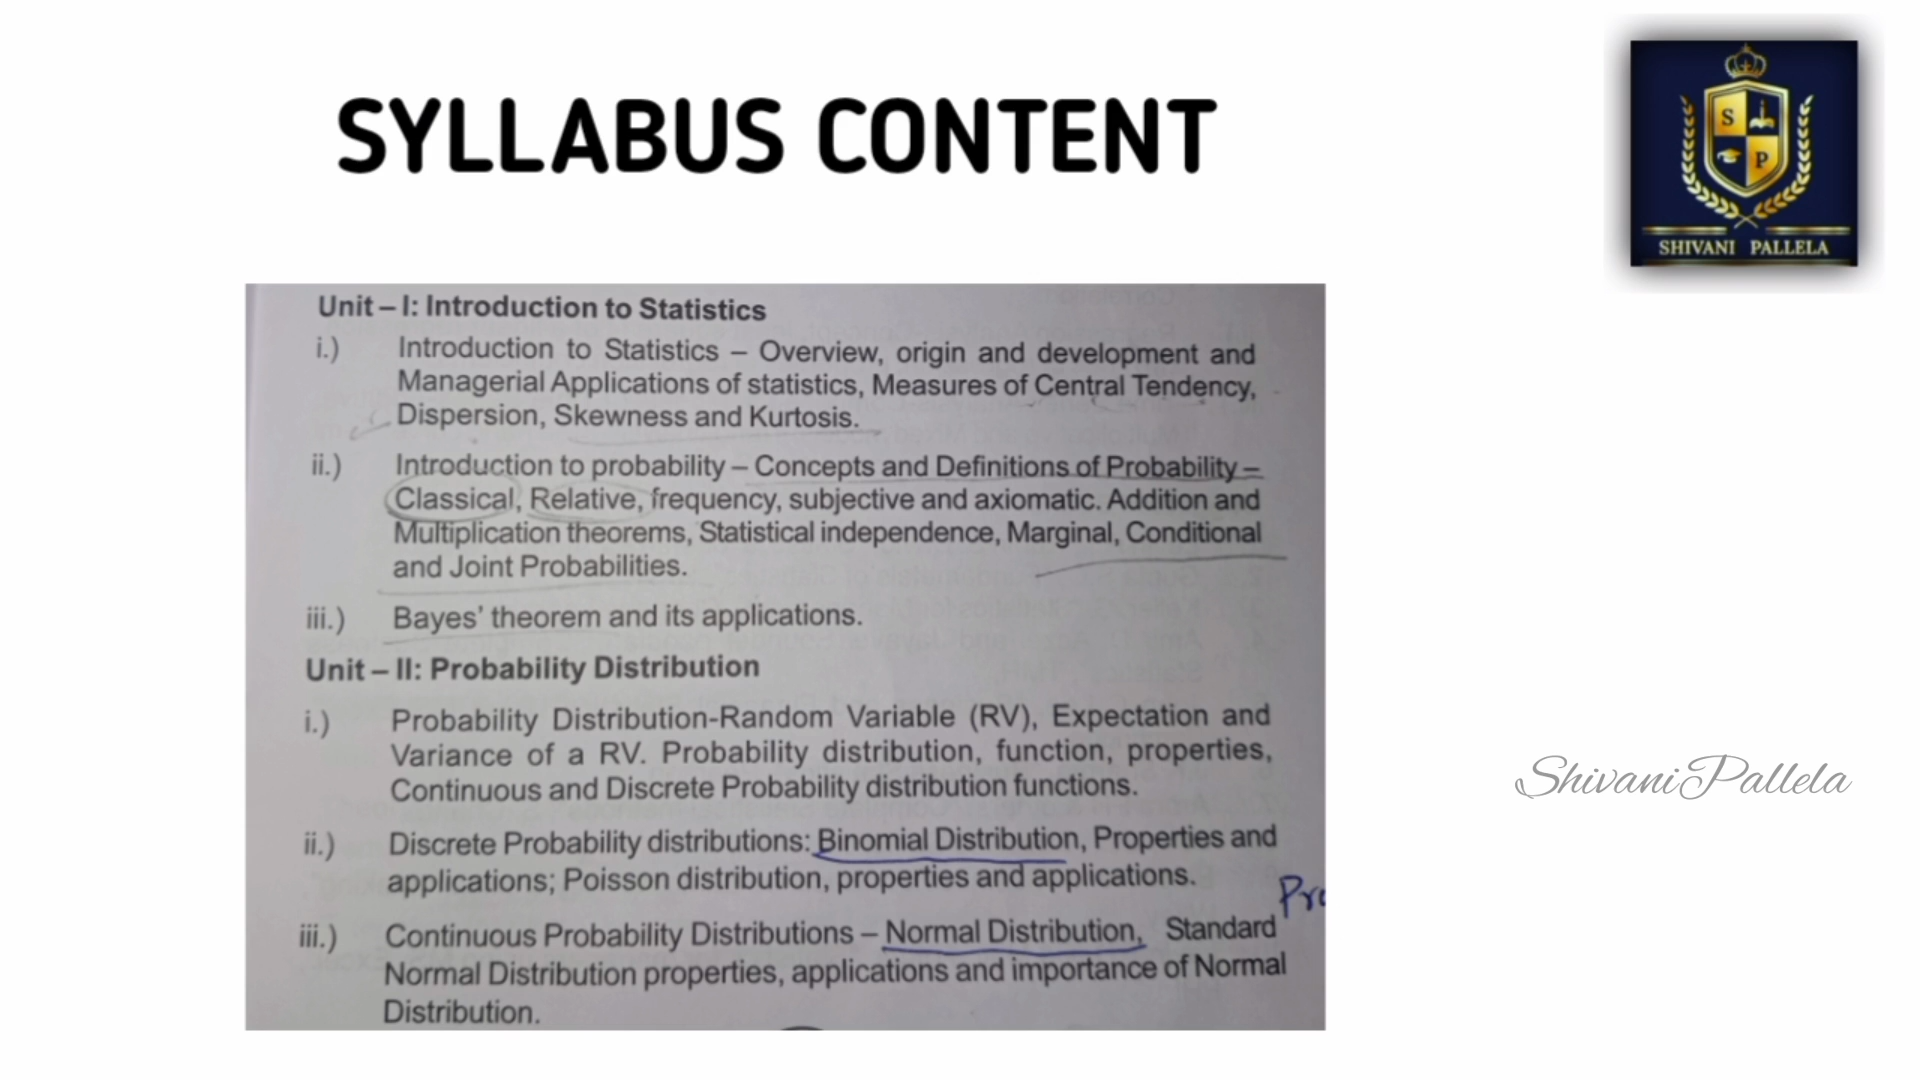 SYLLABUS CONTENT
S
P
SHIVANI PALLELA
Unit – I: Introduction to Statistics
i.) Introduction to Statistics – Overview, origin and development and
Managerial Applications of statistics, Measures of Central Tendency,
Dispersion, Skewness and Kurtosis.
ii.) Introduction to probability – Concepts and Definitions of Probability –
Classical, Relative, frequency, subjective and axiomatic. Addition and
Multiplication theorems, Statistical independence, Marginal, Conditional
and Joint Probabilities.
iii.) Bayes' theorem and its applications.
Unit – II: Probability Distribution
i.) Probability Distribution-Random Variable (RV), Expectation and
Variance of a RV. Probability distribution, function, properties,
Continuous and Discrete Probability distribution functions.
ii.) Discrete Probability distributions: Binomial Distribution, Properties and
applications; Poisson distribution, properties and applications.
iii.) Continuous Probability Distributions – Normal Distribution, Standard
Normal Distribution properties, applications and importance of Normal
Distribution.
Shivani Pallela